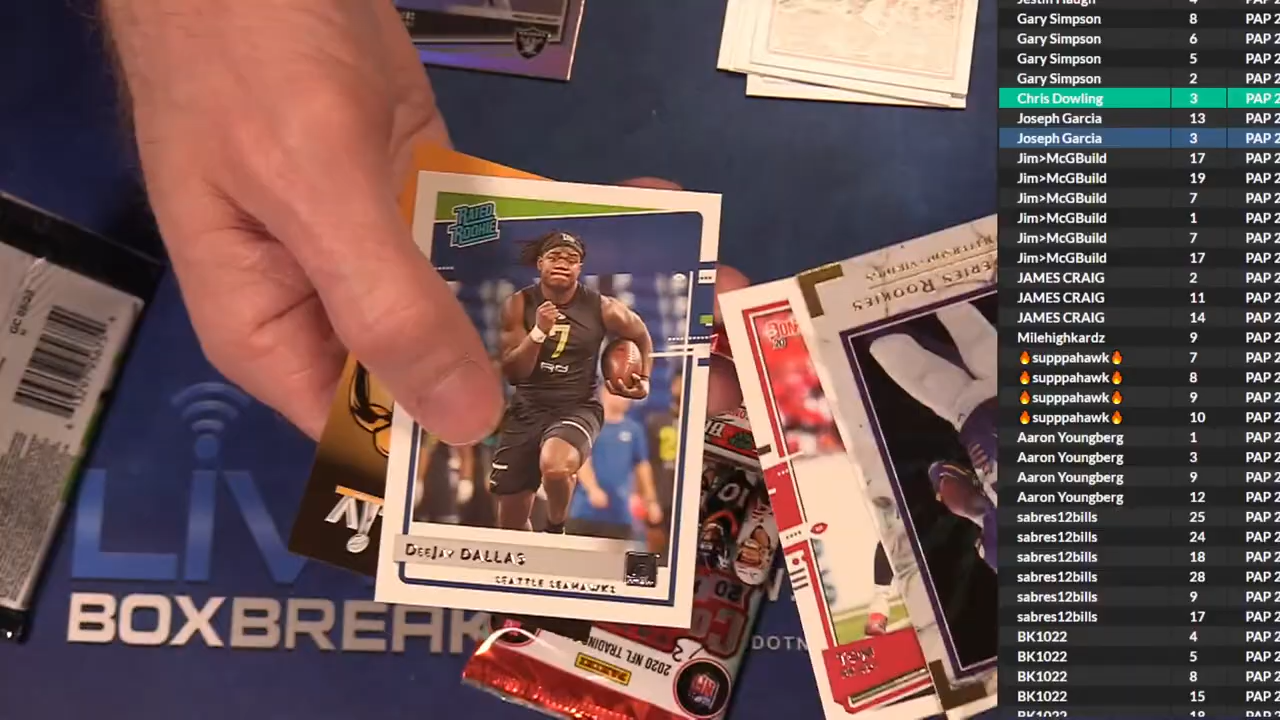 Gary Simpson 8 PAP 2
Gary Simpson 6 PAP 2
Gary Simpson 5 PAP 2
Gary Simpson 2 PAP 2
Chris Dowling 3 PAP 2
Joseph Garcia 13 PAP 2
Joseph Garcia 3 PAP 2
Jim>McGBuild 17 PAP 2
Jim>McGBuild 19 PAP 2
Jim>McGBuild 7 PAP 2
Jim>McGBuild 1 PAP 2
Jim>McGBuild 7 PAP 2
Jim>McGBuild 17 PAP 2
JAMES CRAIG 2 PAP 2
JAMES CRAIG 11 PAP 2
JAMES CRAIG 14 PAP 2
Milehighkardz 9 PAP 2
🔥supppahawk🔥 7 PAP 2
🔥supppahawk🔥 8 PAP 2
🔥supppahawk🔥 9 PAP 2
🔥supppahawk🔥 10 PAP 2
Aaron Youngberg 1 PAP 2
Aaron Youngberg 3 PAP 2
Aaron Youngberg 9 PAP 2
Aaron Youngberg 12 PAP 2
sabres12bills 25 PAP 2
sabres12bills 24 PAP 2
sabres12bills 18 PAP 2
sabres12bills 28 PAP 2
sabres12bills 9 PAP 2
sabres12bills 17 PAP 2
BK1022 4 PAP 2
BK1022 5 PAP 2
BK1022 8 PAP 2
BK1022 15 PAP 2
RATED
ROOKIE
7
DeeJay DALLAS
SEATTLE SEAHAWKS
LIV
BOXBREAK
DOTN
2020 NFL TRADING
PANINI
NFL
ROOKIES
TOM